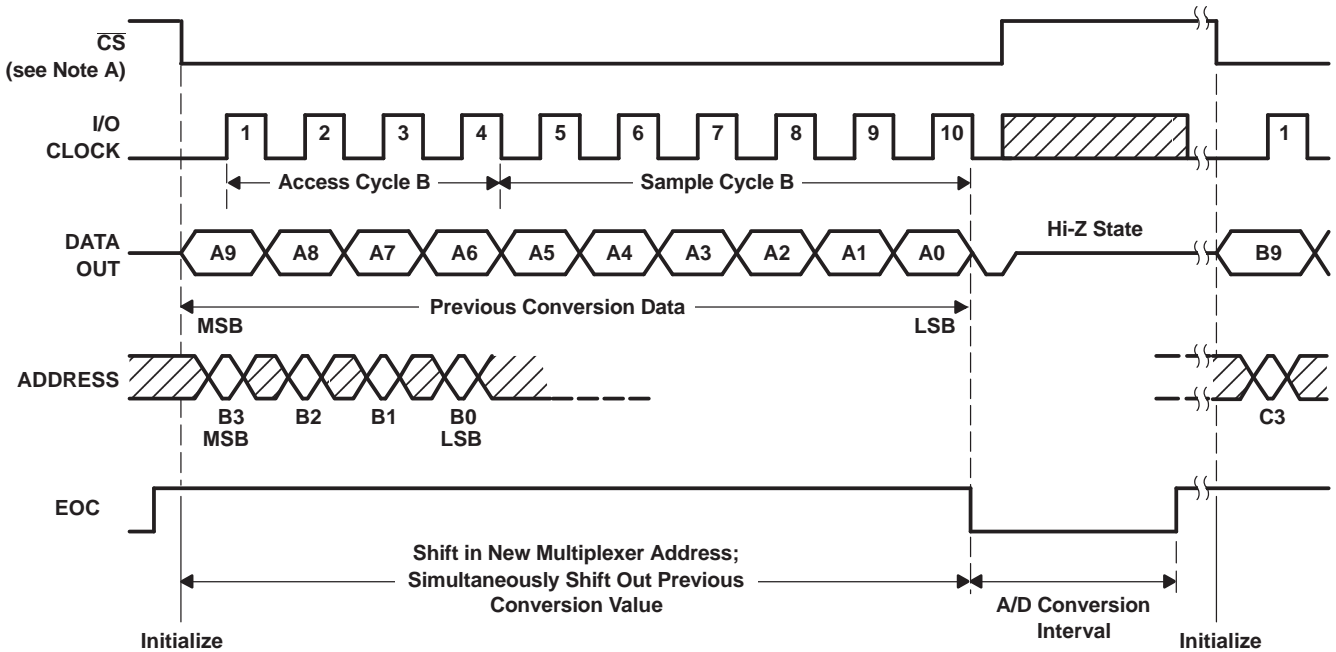 CS
(see Note A)
I/O
CLOCK
1 2 3 4 5 6 7 8 9 10 1
Access Cycle B Sample Cycle B
DATA
OUT
A9 A8 A7 A6 A5 A4 A3 A2 A1 A0 Hi-Z State B9
Previous Conversion Data
MSB LSB
ADDRESS
B3 B2 B1 B0 C3
MSB LSB
EOC
Shift in New Multiplexer Address;
Simultaneously Shift Out Previous
Conversion Value
A/D Conversion
Interval
Initialize Initialize